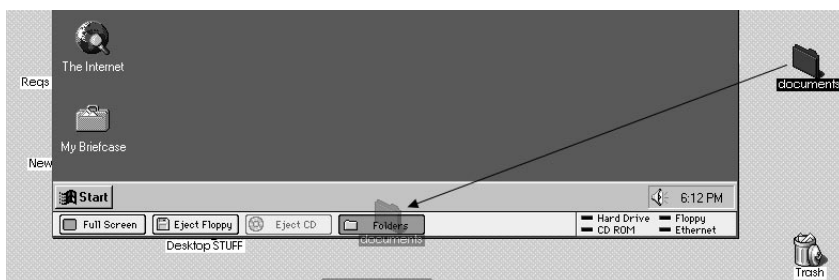 The Internet
Reqs
documents
My Briefcase
New
Start
6:12 PM
Full Screen
Eject Floppy
Eject CD
Folders
Hard Drive
Floppy
CD ROM
Ethernet
documents
Desktop STUFF
Trash